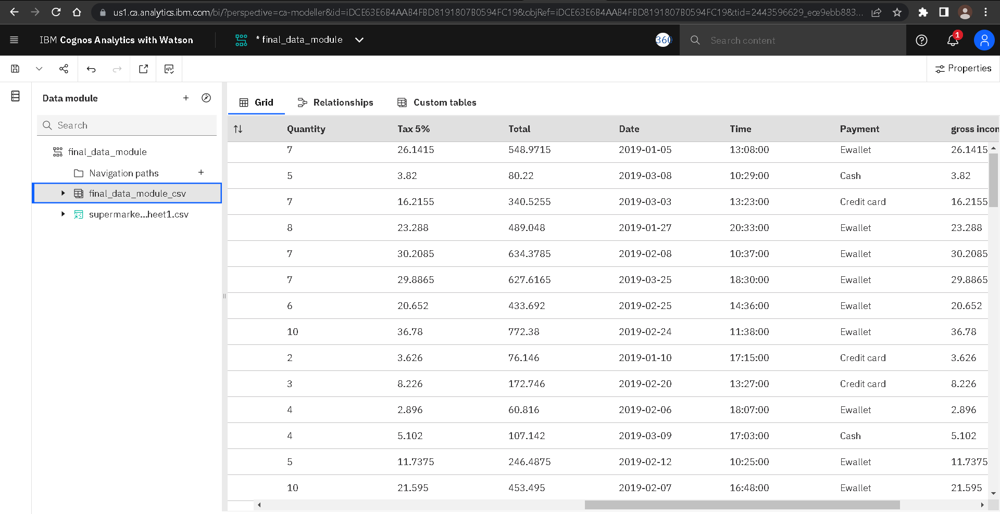 us1.ca.analytics.ibm.com/bi/?perspective=ca-modeller&id=iDCE63E6B4AAB4FBD8191807B0594FC19&objRef=iDCE63E6B4AAB4FBD8191807B0594FC19&tid=2443596629_ece9ebb883...
IBM Cognos Analytics with Watson
* final_data_module
360
Search content
1
Properties
Data module
Search
final_data_module
Navigation paths
final_data_module_csv
supermarke...heet1.csv
Grid Relationships Custom tables
Quantity Tax 5% Total Date Time Payment gross incon
7 26.1415 548.9715 2019-01-05 13:08:00 Ewallet 26.1415
5 3.82 80.22 2019-03-08 10:29:00 Cash 3.82
7 16.2155 340.5255 2019-03-03 13:23:00 Credit card 16.2155
8 23.288 489.048 2019-01-27 20:33:00 Ewallet 23.288
7 30.2085 634.3785 2019-02-08 10:37:00 Ewallet 30.2085
7 29.8865 627.6165 2019-03-25 18:30:00 Ewallet 29.8865
6 20.652 433.692 2019-02-25 14:36:00 Ewallet 20.652
10 36.78 772.38 2019-02-24 11:38:00 Ewallet 36.78
2 3.626 76.146 2019-01-10 17:15:00 Credit card 3.626
3 8.226 172.746 2019-02-20 13:27:00 Credit card 8.226
4 2.896 60.816 2019-02-06 18:07:00 Ewallet 2.896
4 5.102 107.142 2019-03-09 17:03:00 Cash 5.102
5 11.7375 246.4875 2019-02-12 10:25:00 Ewallet 11.7375
10 21.595 453.495 2019-02-07 16:48:00 Ewallet 21.595